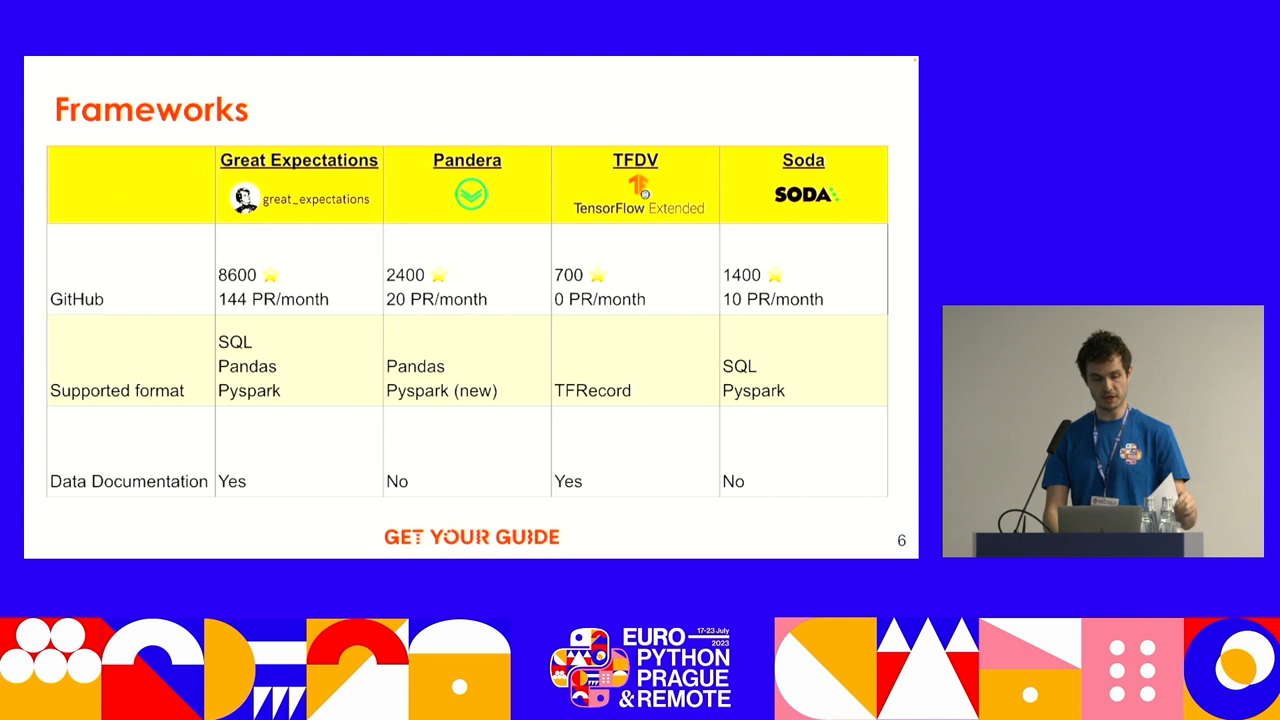 Frameworks
Great Expectations
Pandera
TFDV
Soda
great_expectations
TensorFlow Extended
SODA
GitHub
8600 ⭐
144 PR/month
2400 ⭐
20 PR/month
700 ⭐
0 PR/month
1400 ⭐
10 PR/month
Supported format
SQL
Pandas
Pyspark
Pandas
Pyspark (new)
TFRecord
SQL
Pyspark
Data Documentation
Yes
No
Yes
No
GET YOUR GUIDE
6
EURO
17-23 July
2023
PYTHON
PRAGUE
& REMOTE